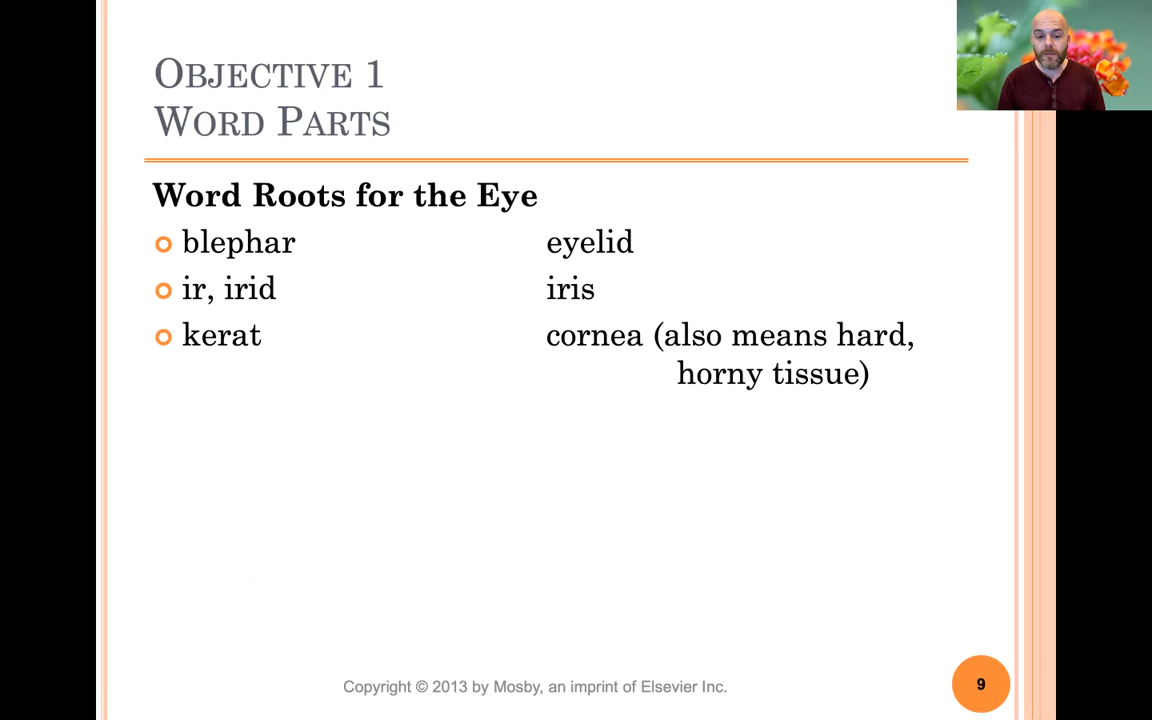 OBJECTIVE 1
WORD PARTS
Word Roots for the Eye
blephar eyelid
ir, irid iris
kerat cornea (also means hard,
horny tissue)
Copyright © 2013 by Mosby, an imprint of Elsevier Inc.
9